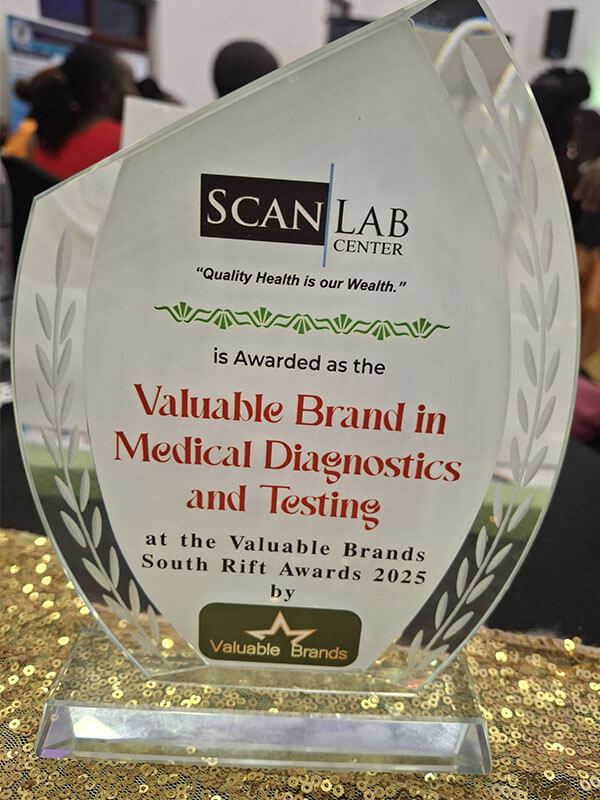 SCAN LAB
CENTER
“Quality Health is our Wealth.”
is Awarded as the
Valuable Brand in
Medical Diagnostics
and Testing
at the Valuable Brands
South Rift Awards 2025
by
Valuable Brands